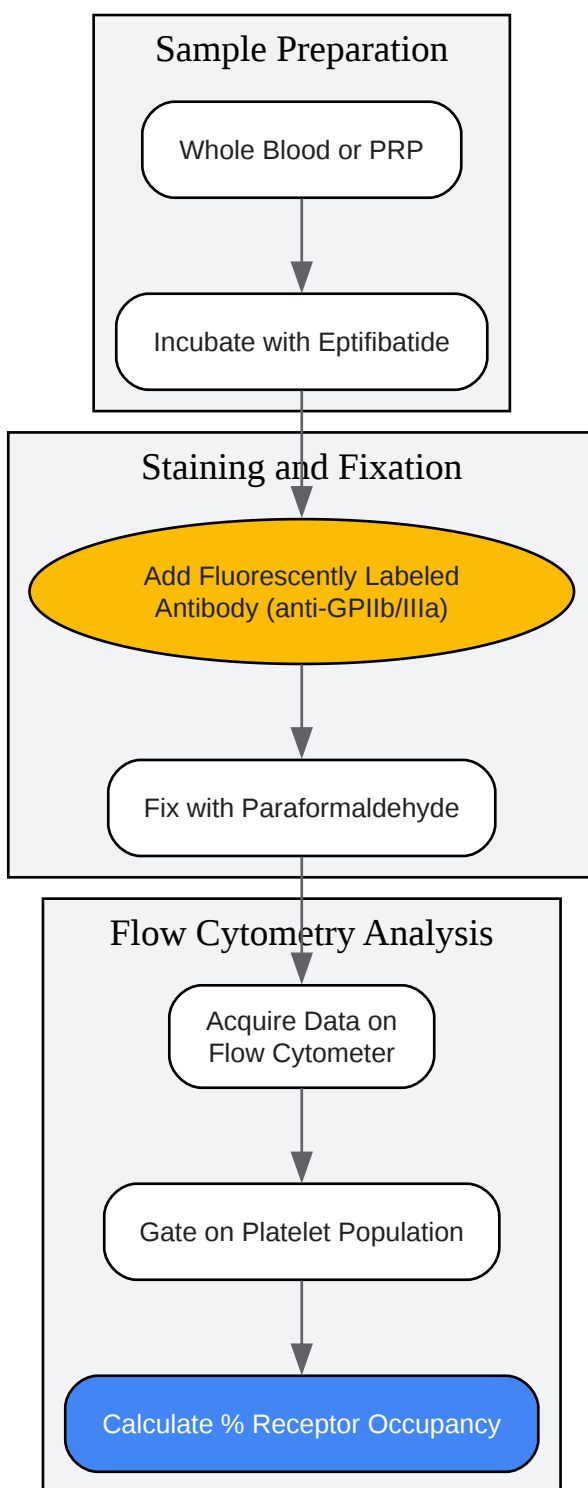 Sample Preparation
Whole Blood or PRP
Incubate with Eptifibatide
Staining and Fixation
Add Fluorescently Labeled
Antibody (anti-GPIIb/IIIa)
Fix with Paraformaldehyde
Flow Cytometry Analysis
Acquire Data on
Flow Cytometer
Gate on Platelet Population
Calculate % Receptor Occupancy